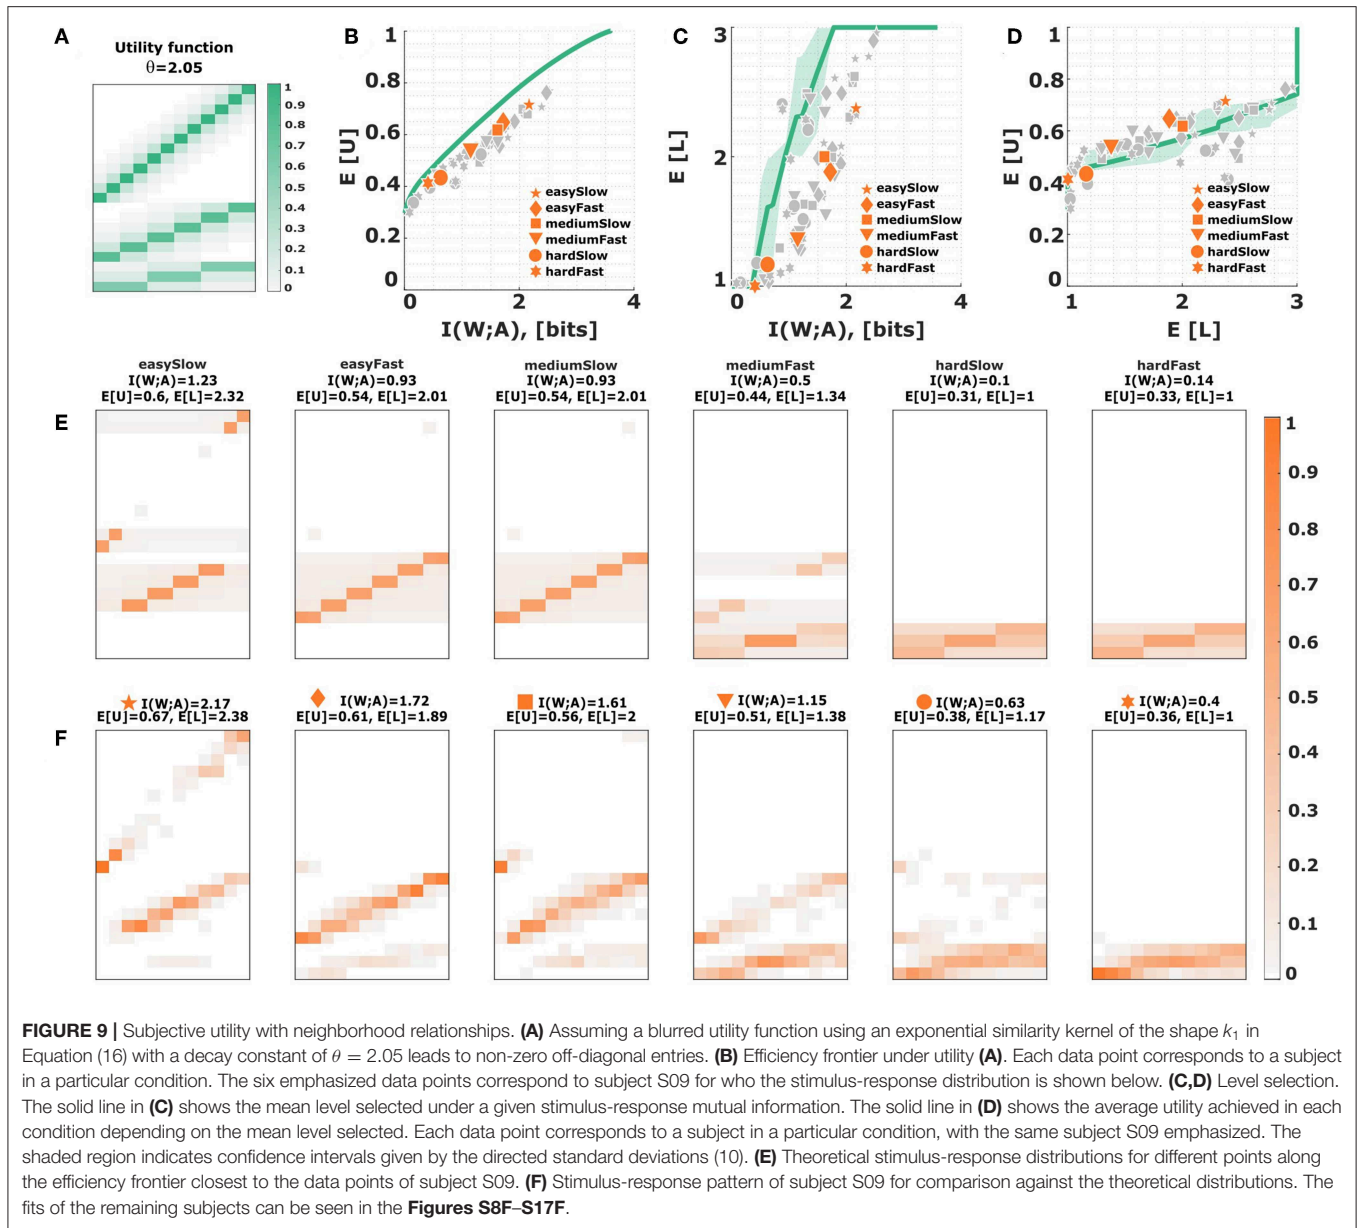 A
Utility function
θ=2.05
1
0.9
0.8
0.7
0.6
0.5
0.4
0.3
0.2
0.1
0
B
E [U]
1
0.8
0.6
0.4
0.2
0
easySlow
easyFast
mediumSlow
mediumFast
hardSlow
hardFast
0 2 4
I(W;A), [bits]
C
E [L]
3
2
1
easySlow
easyFast
mediumSlow
mediumFast
hardSlow
hardFast
0 2 4
I(W;A), [bits]
D
E [U]
1
0.8
0.6
0.4
0.2
0
easySlow
easyFast
mediumSlow
mediumFast
hardSlow
hardFast
1 2 3
E [L]
E
easySlow
I(W;A)=1.23
E[U]=0.6, E[L]=2.32
easyFast
I(W;A)=0.93
E[U]=0.54, E[L]=2.01
mediumSlow
I(W;A)=0.93
E[U]=0.54, E[L]=2.01
mediumFast
I(W;A)=0.5
E[U]=0.44, E[L]=1.34
hardSlow
I(W;A)=0.1
E[U]=0.31, E[L]=1
hardFast
I(W;A)=0.14
E[U]=0.33, E[L]=1
1
0.9
0.8
0.7
0.6
0.5
0.4
0.3
0.2
0.1
0
F
I(W;A)=2.17
E[U]=0.67, E[L]=2.38
I(W;A)=1.72
E[U]=0.61, E[L]=1.89
I(W;A)=1.61
E[U]=0.56, E[L]=2
I(W;A)=1.15
E[U]=0.51, E[L]=1.38
I(W;A)=0.63
E[U]=0.38, E[L]=1.17
I(W;A)=0.4
E[U]=0.36, E[L]=1
FIGURE 9 | Subjective utility with neighborhood relationships. (A) Assuming a blurred utility function using an exponential similarity kernel of the shape k₁ in
Equation (16) with a decay constant of θ = 2.05 leads to non-zero off-diagonal entries. (B) Efficiency frontier under utility (A). Each data point corresponds to a subject
in a particular condition. The six emphasized data points correspond to subject S09 for who the stimulus-response distribution is shown below. (C,D) Level selection.
The solid line in (C) shows the mean level selected under a given stimulus-response mutual information. The solid line in (D) shows the average utility achieved in each
condition depending on the mean level selected. Each data point corresponds to a subject in a particular condition, with the same subject S09 emphasized. The
shaded region indicates confidence intervals given by the directed standard deviations (10). (E) Theoretical stimulus-response distributions for different points along
the efficiency frontier closest to the data points of subject S09. (F) Stimulus-response pattern of subject S09 for comparison against the theoretical distributions. The
fits of the remaining subjects can be seen in the Figures S8F–S17F.